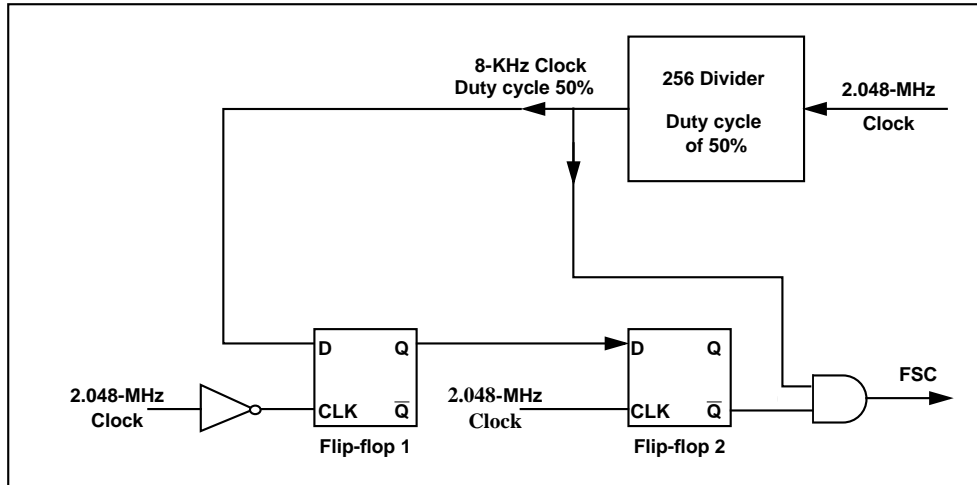 8-KHz Clock
Duty cycle 50%
256 Divider
Duty cycle
of 50%
2.048-MHz
Clock
D
Q
CLK
Q̅
Flip-flop 1
2.048-MHz
Clock
2.048-MHz
Clock
D
Q
CLK
Q̅
Flip-flop 2
FSC